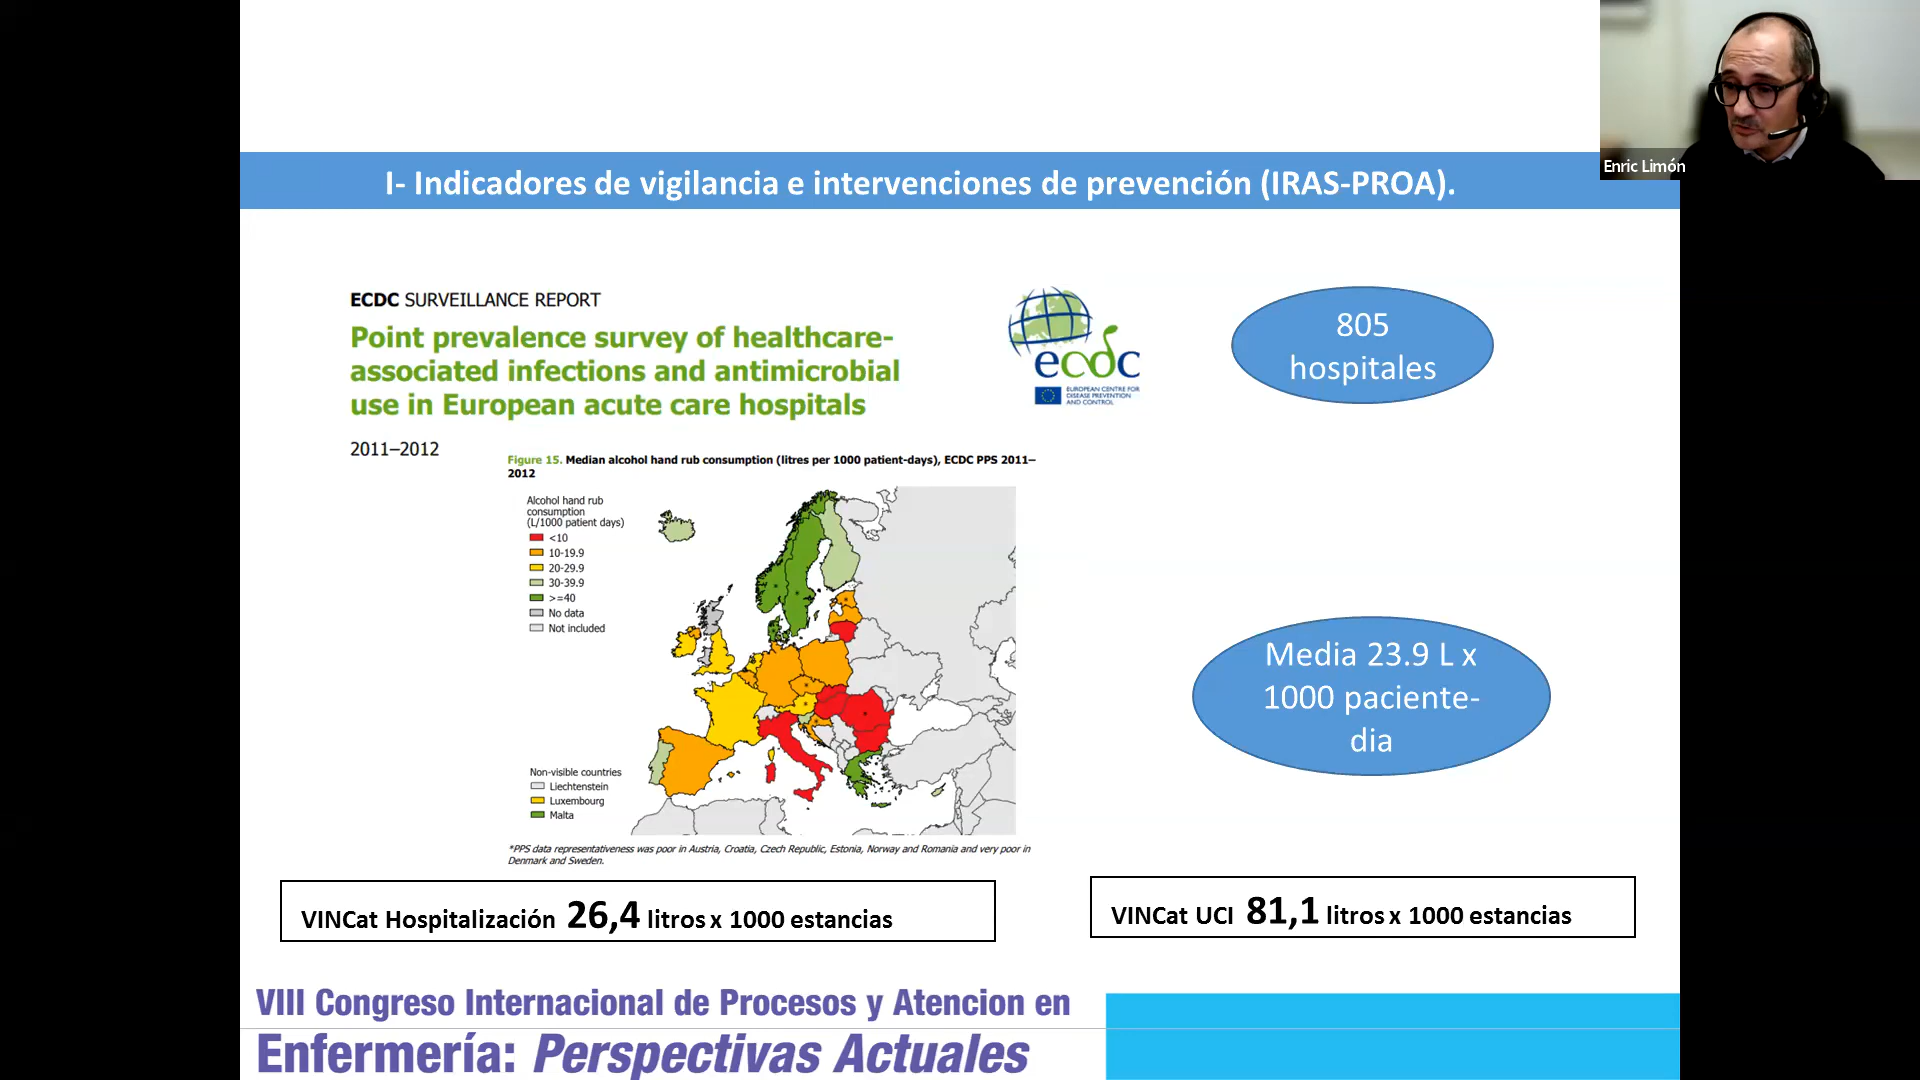 Enric Limón
I- Indicadores de vigilancia e intervenciones de prevención (IRAS-PROA).
ECDC SURVEILLANCE REPORT
Point prevalence survey of healthcare-
associated infections and antimicrobial
use in European acute care hospitals
2011–2012
ecdc
EUROPEAN CENTRE FOR
DISEASE PREVENTION
AND CONTROL
805
hospitales
Figure 15. Median alcohol hand rub consumption (litres per 1000 patient-days), ECDC PPS 2011–
2012
Alcohol hand rub
consumption
(L/1000 patient days)
<10
10-19.9
20-29.9
30-39.9
>=40
No data
Not included
Non-visible countries
Liechtenstein
Luxembourg
Malta
*PPS data representativeness was poor in Austria, Croatia, Czech Republic, Estonia, Norway and Romania and very poor in
Denmark and Sweden.
Media 23.9 L x
1000 paciente-
dia
VINCat Hospitalización 26,4 litros x 1000 estancias
VINCat UCI 81,1 litros x 1000 estancias
VIII Congreso Internacional de Procesos y Atencion en
Enfermería: Perspectivas Actuales